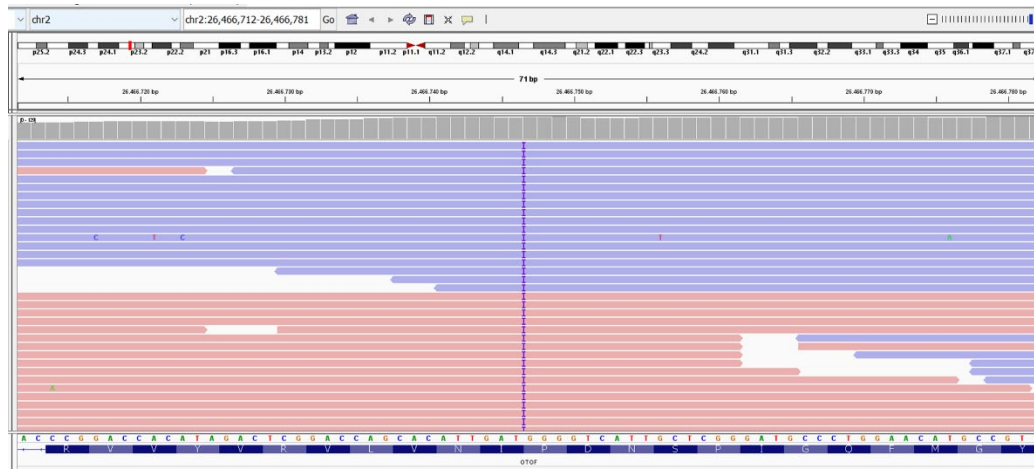 chr2 chr2:26,466,712-26,466,781 Go
p25.2 p24.3 p24.1 p23.2 p22.2 p21 p16.3 p16.1 p14 p13.2 p12 p11.2 p11.1 q11.2 q12.2 q14.1 q14.3 q21.2 q22.1 q22.3 q23.3 q24.2 q31.1 q31.3 q32.2 q33.1 q33.3 q34 q35 q36.1 q37.1
71 bp
26.466.720 bp 26.466.730 bp 26.466.740 bp 26.466.750 bp 26.466.760 bp 26.466.770 bp 26.466.780 bp
C T C T A
A
A C C C G G A C C A C A T A G A C T C G G A C C A G C A C A T T G A T G G G G T C A T T G C T C G G G A T G C C C T G G A A C A T G C C G T
R V V Y V R V L V N I P D N S P I G Q F M G Y
OTOF